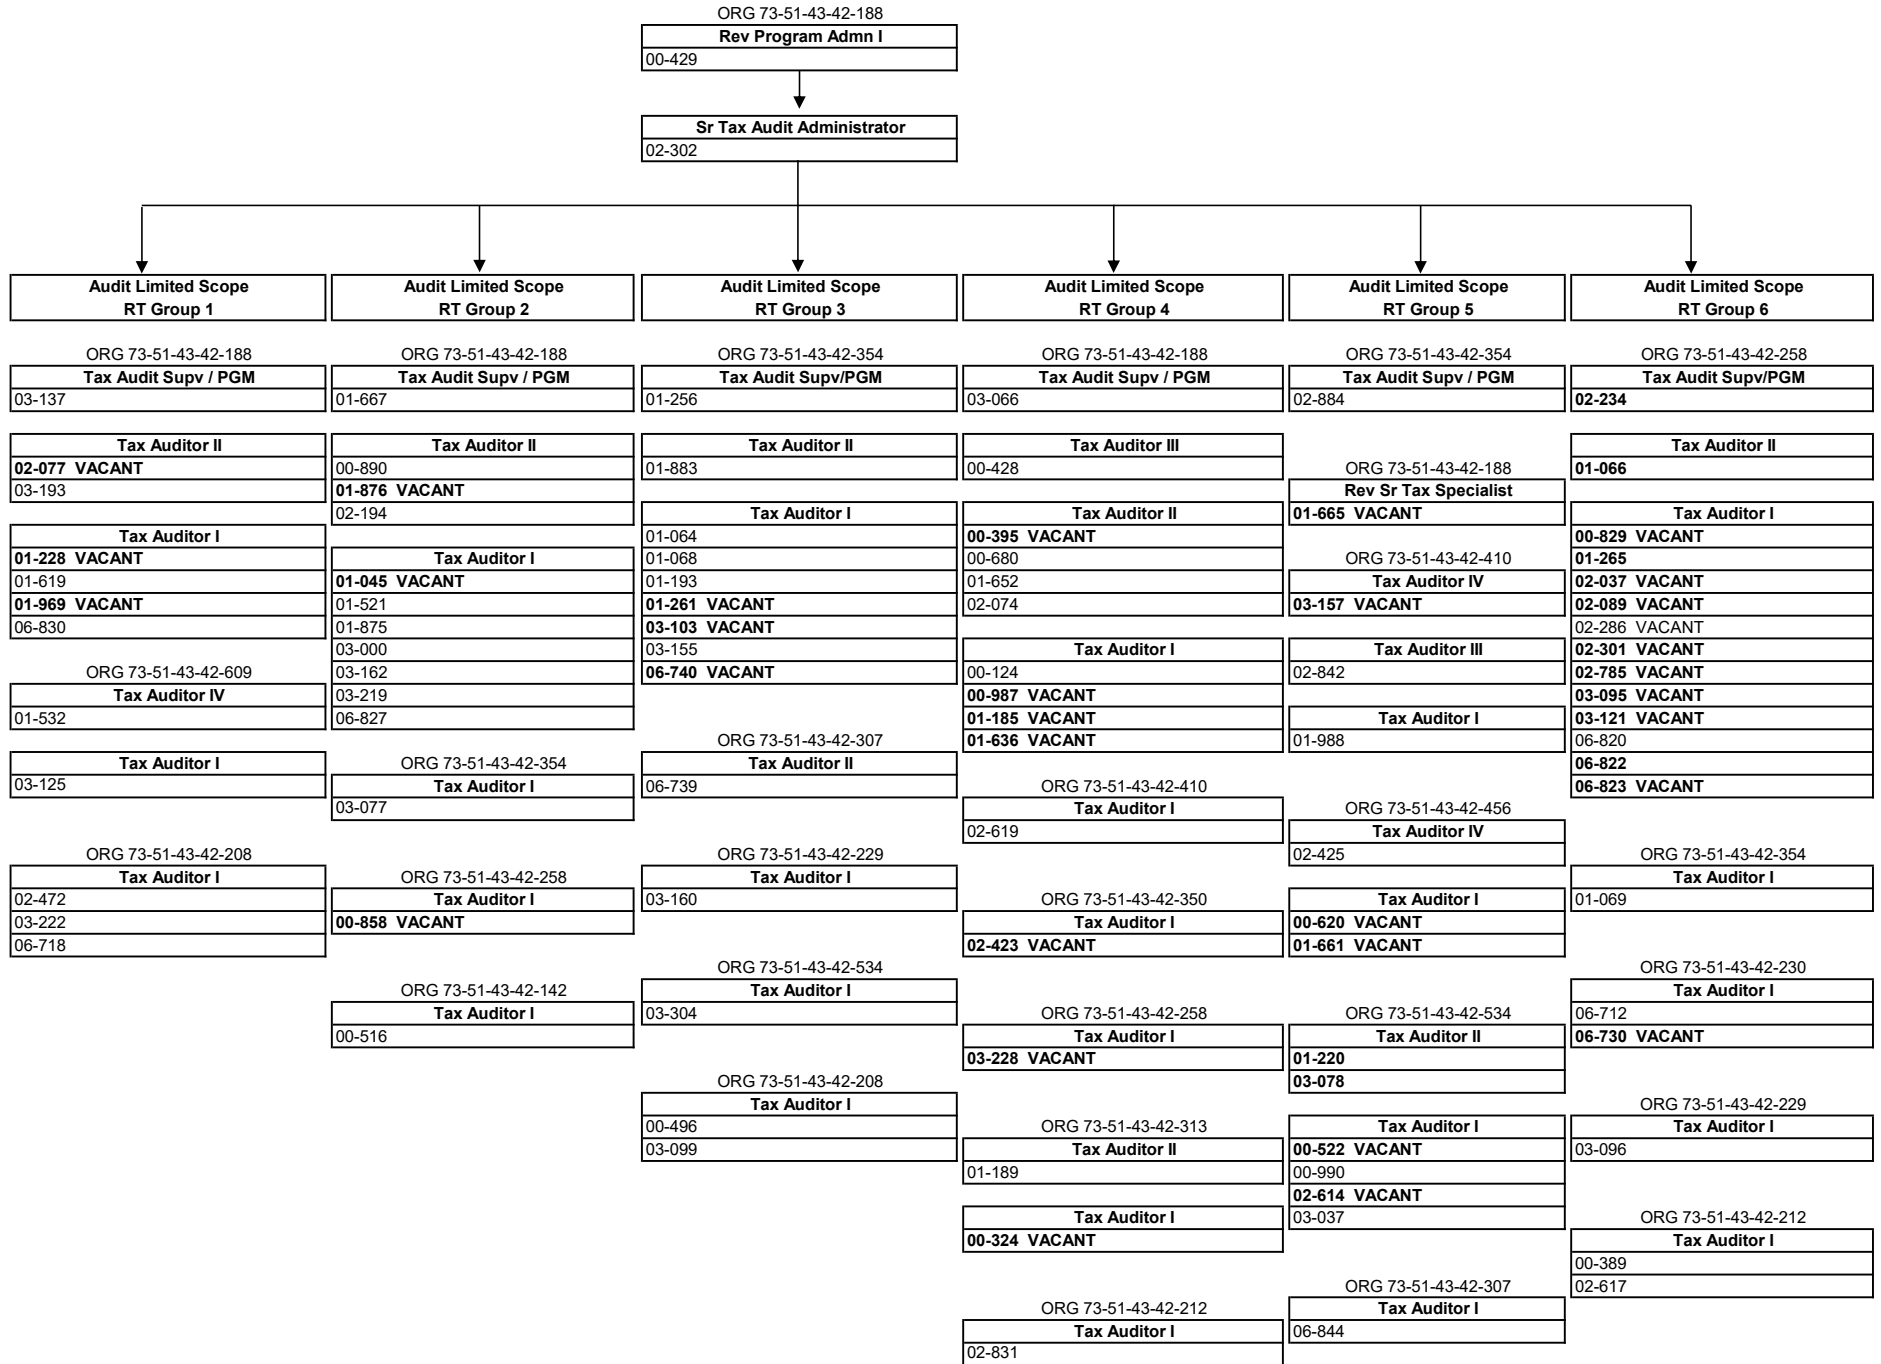 ORG 73-51-43-42-188
Rev Program Admn I
00-429
Sr Tax Audit Administrator
02-302
Audit Limited Scope
RT Group 1
ORG 73-51-43-42-188
Tax Audit Supv / PGM
03-137
Tax Auditor II
02-077 VACANT
03-193
Tax Auditor I
01-228 VACANT
01-619
01-969 VACANT
06-830
ORG 73-51-43-42-609
Tax Auditor IV
01-532
Tax Auditor I
03-125
ORG 73-51-43-42-208
Tax Auditor I
02-472
03-222
06-718
Audit Limited Scope
RT Group 2
ORG 73-51-43-42-188
Tax Audit Supv / PGM
01-667
Tax Auditor II
00-890
01-876 VACANT
02-194
Tax Auditor I
01-045 VACANT
01-521
01-875
03-000
03-162
03-219
06-827
ORG 73-51-43-42-354
Tax Auditor I
03-077
ORG 73-51-43-42-258
Tax Auditor I
00-858 VACANT
ORG 73-51-43-42-142
Tax Auditor I
00-516
Audit Limited Scope
RT Group 3
ORG 73-51-43-42-354
Tax Audit Supv/PGM
01-256
Tax Auditor II
01-883
Tax Auditor I
01-064
01-068
01-193
01-261 VACANT
03-103 VACANT
03-155
06-740 VACANT
ORG 73-51-43-42-307
Tax Auditor II
06-739
ORG 73-51-43-42-229
Tax Auditor I
03-160
ORG 73-51-43-42-534
Tax Auditor I
03-304
ORG 73-51-43-42-208
Tax Auditor I
00-496
03-099
Audit Limited Scope
RT Group 4
ORG 73-51-43-42-188
Tax Audit Supv / PGM
03-066
Tax Auditor III
00-428
Tax Auditor II
00-395 VACANT
00-680
01-652
02-074
Tax Auditor I
00-124
00-987 VACANT
01-185 VACANT
01-636 VACANT
ORG 73-51-43-42-410
Tax Auditor I
02-619
ORG 73-51-43-42-350
Tax Auditor I
02-423 VACANT
ORG 73-51-43-42-258
Tax Auditor I
03-228 VACANT
ORG 73-51-43-42-313
Tax Auditor II
01-189
Tax Auditor I
00-324 VACANT
ORG 73-51-43-42-212
Tax Auditor I
02-831
Audit Limited Scope
RT Group 5
ORG 73-51-43-42-354
Tax Audit Supv / PGM
02-884
ORG 73-51-43-42-188
Rev Sr Tax Specialist
01-665 VACANT
ORG 73-51-43-42-410
Tax Auditor IV
03-157 VACANT
Tax Auditor III
02-842
Tax Auditor I
01-988
ORG 73-51-43-42-456
Tax Auditor IV
02-425
Tax Auditor I
00-620 VACANT
01-661 VACANT
ORG 73-51-43-42-534
Tax Auditor II
01-220
03-078
Tax Auditor I
00-522 VACANT
00-990
02-614 VACANT
03-037
ORG 73-51-43-42-307
Tax Auditor I
06-844
Audit Limited Scope
RT Group 6
ORG 73-51-43-42-258
Tax Audit Supv/PGM
02-234
Tax Auditor II
01-066
Tax Auditor I
00-829 VACANT
01-265
02-037 VACANT
02-089 VACANT
02-286 VACANT
02-301 VACANT
02-785 VACANT
03-095 VACANT
03-121 VACANT
06-820
06-822
06-823 VACANT
ORG 73-51-43-42-354
Tax Auditor I
01-069
ORG 73-51-43-42-230
Tax Auditor I
06-712
06-730 VACANT
ORG 73-51-43-42-229
Tax Auditor I
03-096
ORG 73-51-43-42-212
Tax Auditor I
00-389
02-617